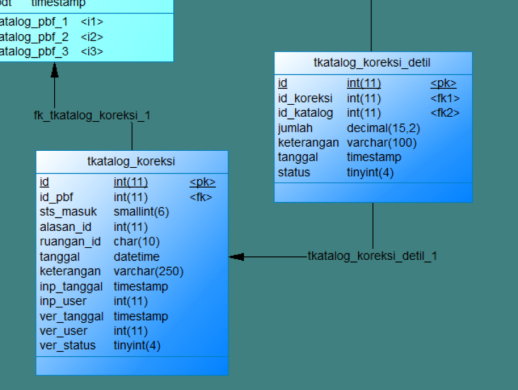 timestamp
atalog_pbf_1 <i1>
atalog_pbf_2 <i2>
atalog_pbf_3 <i3>
fk_tkatalog_koreksi_1
tkatalog_koreksi
id int(11) <pk>
id_pbf int(11) <fk>
sts_masuk smallint(6)
alasan_id int(11)
ruangan_id char(10)
tanggal datetime
keterangan varchar(250)
inp_tanggal timestamp
inp_user int(11)
ver_tanggal timestamp
ver_user int(11)
ver_status tinyint(4)
tkatalog_koreksi_detil
id int(11) <pk>
id_koreksi int(11) <fk1>
id_katalog int(11) <fk2>
jumlah decimal(15,2)
keterangan varchar(100)
tanggal timestamp
status tinyint(4)
tkatalog_koreksi_detil_1